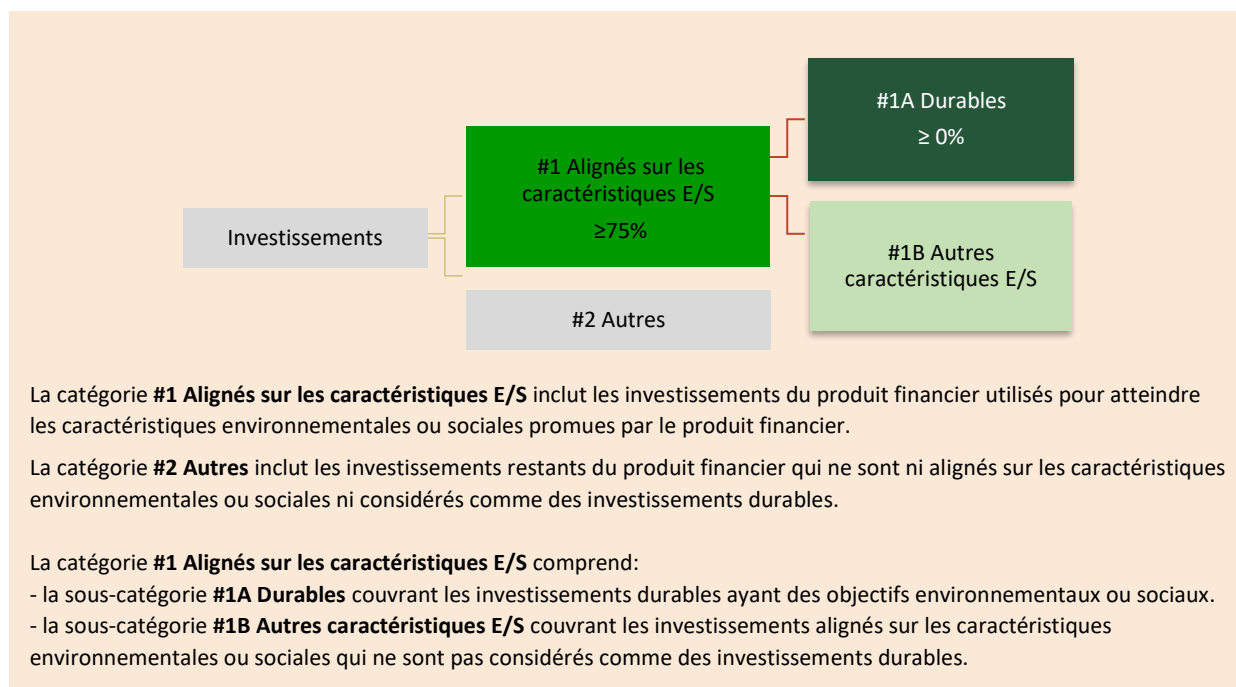 #1A Durables
≥ 0%
#1 Alignés sur les
caractéristiques E/S
≥75%
Investissements
#1B Autres
caractéristiques E/S
#2 Autres
La catégorie #1 Alignés sur les caractéristiques E/S inclut les investissements du produit financier utilisés pour atteindre
les caractéristiques environnementales ou sociales promues par le produit financier.
La catégorie #2 Autres inclut les investissements restants du produit financier qui ne sont ni alignés sur les caractéristiques
environnementales ou sociales ni considérés comme des investissements durables.
La catégorie #1 Alignés sur les caractéristiques E/S comprend:
- la sous-catégorie #1A Durables couvrant les investissements durables ayant des objectifs environnementaux ou sociaux.
- la sous-catégorie #1B Autres caractéristiques E/S couvrant les investissements alignés sur les caractéristiques
environnementales ou sociales qui ne sont pas considérés comme des investissements durables.